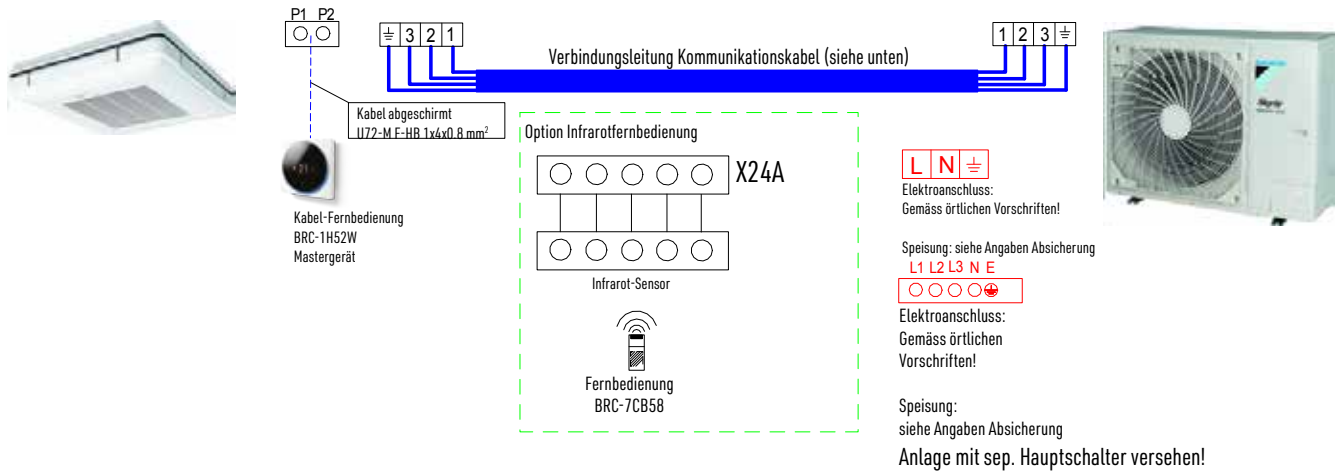 P1 P2
⏚ 3 2 1
1 2 3 ⏚
Verbindungsleitung Kommunikationskabel (siehe unten)
Kabel abgeschirmt
U72-M F-HB 1x4x0.8 mm²
Kabel-Fernbedienung
BRC-1H52W
Mastergerät
Option Infrarotfernbedienung
X24A
Infrarot-Sensor
Fernbedienung
BRC-7CB58
L N ⏚
Elektroanschluss:
Gemäss örtlichen Vorschriften!
Speisung: siehe Angaben Absicherung
L1 L2 L3 N E
Elektroanschluss:
Gemäss örtlichen
Vorschriften!
Speisung:
siehe Angaben Absicherung
Anlage mit sep. Hauptschalter versehen!